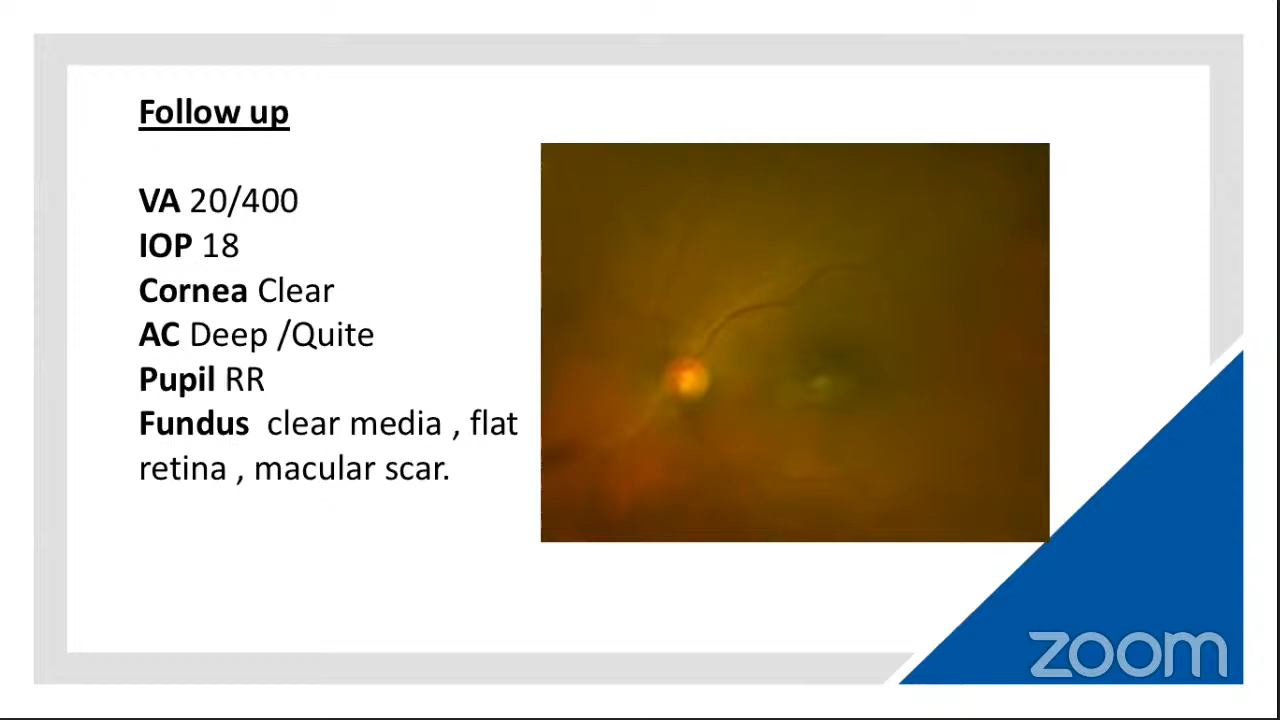 Follow up
VA 20/400
IOP 18
Cornea Clear
AC Deep /Quite
Pupil RR
Fundus  clear media , flat
retina , macular scar.
zoom